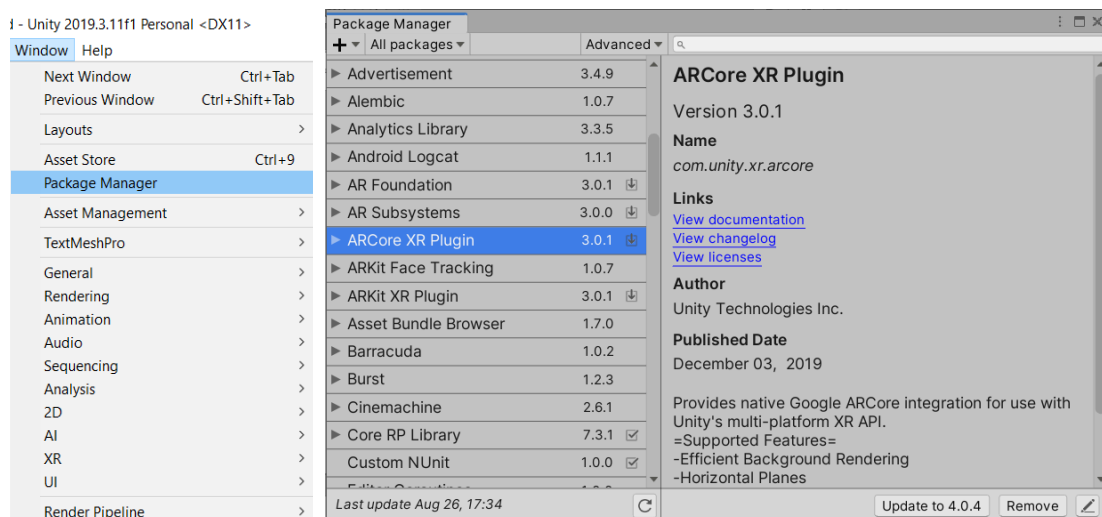 - Unity 2019.3.11f1 Personal <DX11>
Window Help
Next Window Ctrl+Tab
Previous Window Ctrl+Shift+Tab
Layouts
Asset Store Ctrl+9
Package Manager
Asset Management
TextMeshPro
General
Rendering
Animation
Audio
Sequencing
Analysis
2D
AI
XR
UI
Render Pipeline
Package Manager
All packages Advanced
Advertisement 3.4.9
Alembic 1.0.7
Analytics Library 3.3.5
Android Logcat 1.1.1
AR Foundation 3.0.1
AR Subsystems 3.0.0
ARCore XR Plugin 3.0.1
ARKit Face Tracking 1.0.7
ARKit XR Plugin 3.0.1
Asset Bundle Browser 1.7.0
Barracuda 1.0.2
Burst 1.2.3
Cinemachine 2.6.1
Core RP Library 7.3.1
Custom NUnit 1.0.0
Last update Aug 26, 17:34
ARCore XR Plugin
Version 3.0.1
Name
com.unity.xr.arcore
Links
View documentation
View changelog
View licenses
Author
Unity Technologies Inc.
Published Date
December 03, 2019
Provides native Google ARCore integration for use with
Unity's multi-platform XR API.
=Supported Features=
-Efficient Background Rendering
-Horizontal Planes
Update to 4.0.4 Remove